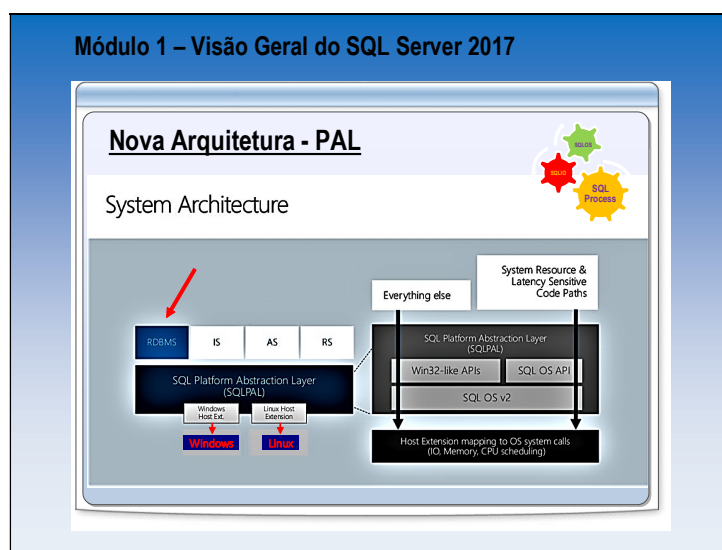 Módulo 1 – Visão Geral do SQL Server 2017
Nova Arquitetura - PAL
SQLOS
SQLIO
SQL
Process
System Architecture
System Resource &
Latency Sensitive
Code Paths
Everything else
RDBMS
IS
AS
RS
SQL Platform Abstraction Layer
(SQLPAL)
Windows
Host Ext.
Linux Host
Extension
Windows
Linux
SQL Platform Abstraction Layer
(SQLPAL)
Win32-like APIs
SQL OS API
SQL OS v2
Host Extension mapping to OS system calls
(IO, Memory, CPU scheduling)